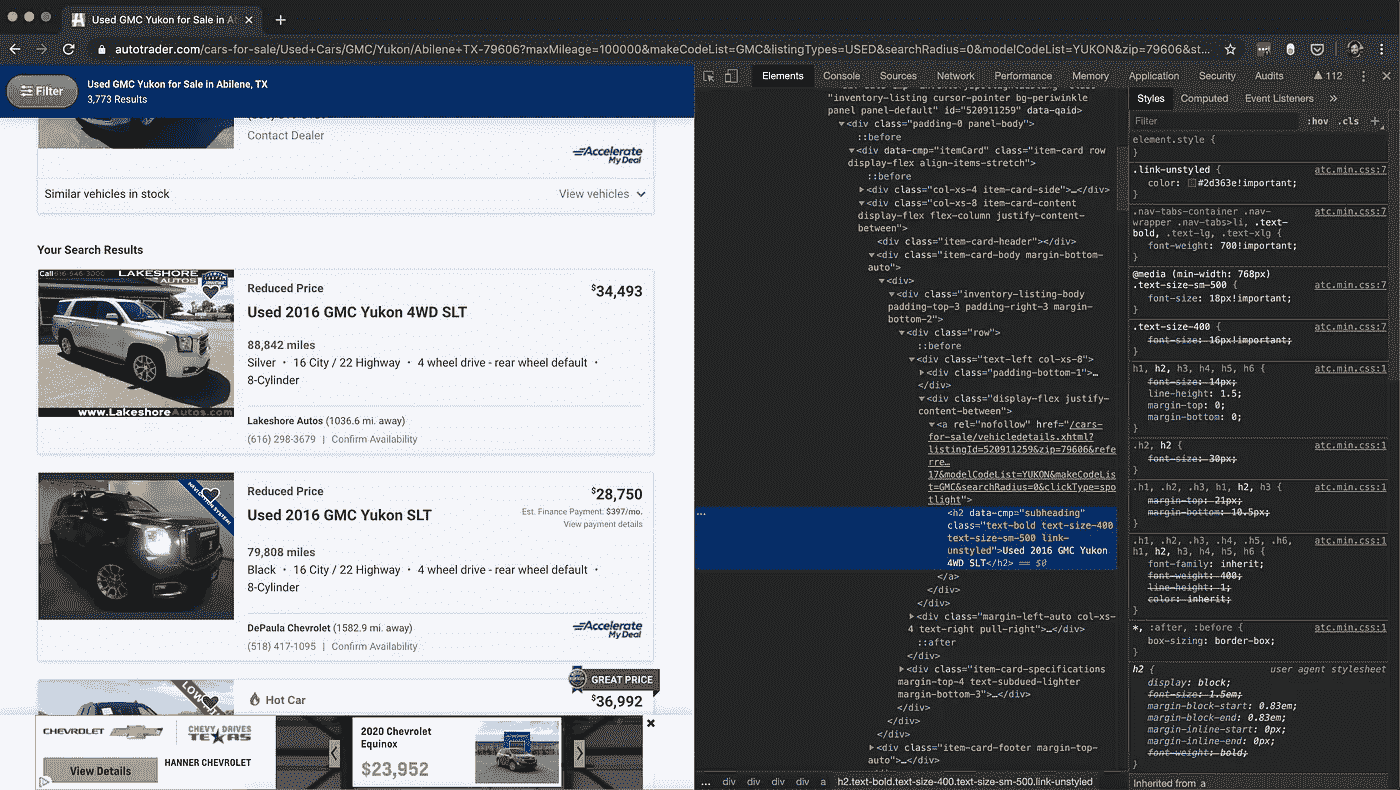 Used GMC Yukon for Sale in A
autotrader.com/cars-for-sale/Used+Cars/GMC/Yukon/Abilene+TX-79606?maxMileage=100000&makeCodeList=GMC&listingTypes=USED&searchRadius=0&modelCodeList=YUKON&zip=79606&st...
Filter
Used GMC Yukon for Sale in Abilene, TX
3,773 Results
Contact Dealer
Accelerate
My Deal
Similar vehicles in stock
View vehicles
Your Search Results
Call 616-646-3000
LAKESHORE
AUTOS
www.LakeshoreAutos.com
Reduced Price
$34,493
Used 2016 GMC Yukon 4WD SLT
88,842 miles
Silver · 16 City / 22 Highway · 4 wheel drive - rear wheel default ·
8-Cylinder
Lakeshore Autos (1036.6 mi. away)
(616) 298-3679 | Confirm Availability
NAVIGATION SYSTEM!
Reduced Price
$28,750
Used 2016 GMC Yukon SLT
Est. Finance Payment: $397/mo.
View payment details
79,808 miles
Black · 16 City / 22 Highway · 4 wheel drive - rear wheel default ·
8-Cylinder
DePaula Chevrolet (1582.9 mi. away)
(518) 417-1095 | Confirm Availability
Accelerate
My Deal
GREAT PRICE
Hot Car
$36,992
CHEVROLET
CHEVY DRIVES
TEXAS
View Details
HANNER CHEVROLET
2020 Chevrolet
Equinox
$23,952
Elements Console Sources Network Performance Memory Application Security Audits 112
"inventory-listing cursor-pointer bg-periwinkle
panel panel-default" id="520911259" data-qaid>
<div class="padding-0 panel-body">
::before
<div data-cmp="itemCard" class="item-card row
display-flex align-items-stretch">
::before
<div class="col-xs-4 item-card-side">…</div>
<div class="col-xs-8 item-card-content
display-flex flex-column justify-content-
between">
<div class="item-card-header"></div>
<div class="item-card-body margin-bottom-
auto">
<div>
<div class="inventory-listing-body
padding-top-3 padding-right-3 margin-
bottom-2">
<div class="row">
::before
<div class="text-left col-xs-8">
<div class="padding-bottom-1">…
</div>
<div class="display-flex justify-
content-between">
<a rel="nofollow" href="/cars-
for-sale/vehicledetails.xhtml?
listingId=520911259&zip=79606&refe
rre…
17&modelCodeList=YUKON&makeCodeLis
t=GMC&searchRadius=0&clickType=spo
tlight">
<h2 data-cmp="subheading"
class="text-bold text-size-400
text-size-sm-500 link-
unstyled">Used 2016 GMC Yukon
4WD SLT</h2> == $0
</a>
</div>
</div>
<div class="margin-left-auto col-xs-
4 text-right pull-right">…</div>
::after
</div>
<div class="item-card-specifications
margin-top-4 text-subdued-lighter
margin-bottom-3">…</div>
</div>
</div>
<div class="item-card-footer margin-top-
auto">…</div>
... div div div div a h2.text-bold.text-size-400.text-size-sm-500.link-unstyled
Styles Computed Event Listeners
Filter :hov .cls
element.style {
}
.link-unstyled { atc.min.css:7
color: #2d363e!important;
}
.nav-tabs-container .nav- atc.min.css:7
wrapper .nav-tabs>li, .text-
bold, .text-lg, .text-xlg {
font-weight: 700!important;
}
@media (min-width: 768px)
.text-size-sm-500 { atc.min.css:7
font-size: 18px!important;
}
.text-size-400 { atc.min.css:7
font-size: 16px!important;
}
h1, h2, h3, h4, h5, h6 { atc.min.css:1
font-size: 14px;
line-height: 1.5;
margin-top: 0;
margin-bottom: 0;
}
.h2, h2 { atc.min.css:1
font-size: 30px;
}
.h1, .h2, .h3, h1, h2, h3 { atc.min.css:1
margin-top: 21px;
margin-bottom: 10.5px;
}
.h1, .h2, .h3, .h4, .h5, .h6, atc.min.css:1
h1, h2, h3, h4, h5, h6 {
font-family: inherit;
font-weight: 400;
line-height: 1;
color: inherit;
}
*, :after, :before { atc.min.css:1
box-sizing: border-box;
}
h2 { user agent stylesheet
display: block;
font-size: 1.5em;
margin-block-start: 0.83em;
margin-block-end: 0.83em;
margin-inline-start: 0px;
margin-inline-end: 0px;
font-weight: bold;
}
Inherited from a